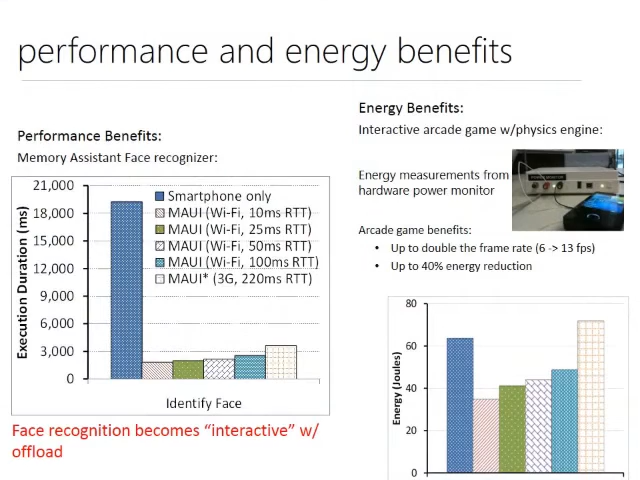 performance and energy benefits
Performance Benefits:
Memory Assistant Face recognizer:
21,000
18,000
15,000
12,000
9,000
6,000
3,000
0
Execution Duration (ms)
Smartphone only
MAUI (Wi-Fi, 10ms RTT)
MAUI (Wi-Fi, 25ms RTT)
MAUI (Wi-Fi, 50ms RTT)
MAUI (Wi-Fi, 100ms RTT)
MAUI* (3G, 220ms RTT)
Identify Face
Face recognition becomes “interactive” w/
offload
Energy Benefits:
Interactive arcade game w/physics engine:
Energy measurements from
hardware power monitor
POWER MONITOR
Arcade game benefits:
• Up to double the frame rate (6 -> 13 fps)
• Up to 40% energy reduction
80
60
40
20
0
Energy (Joules)